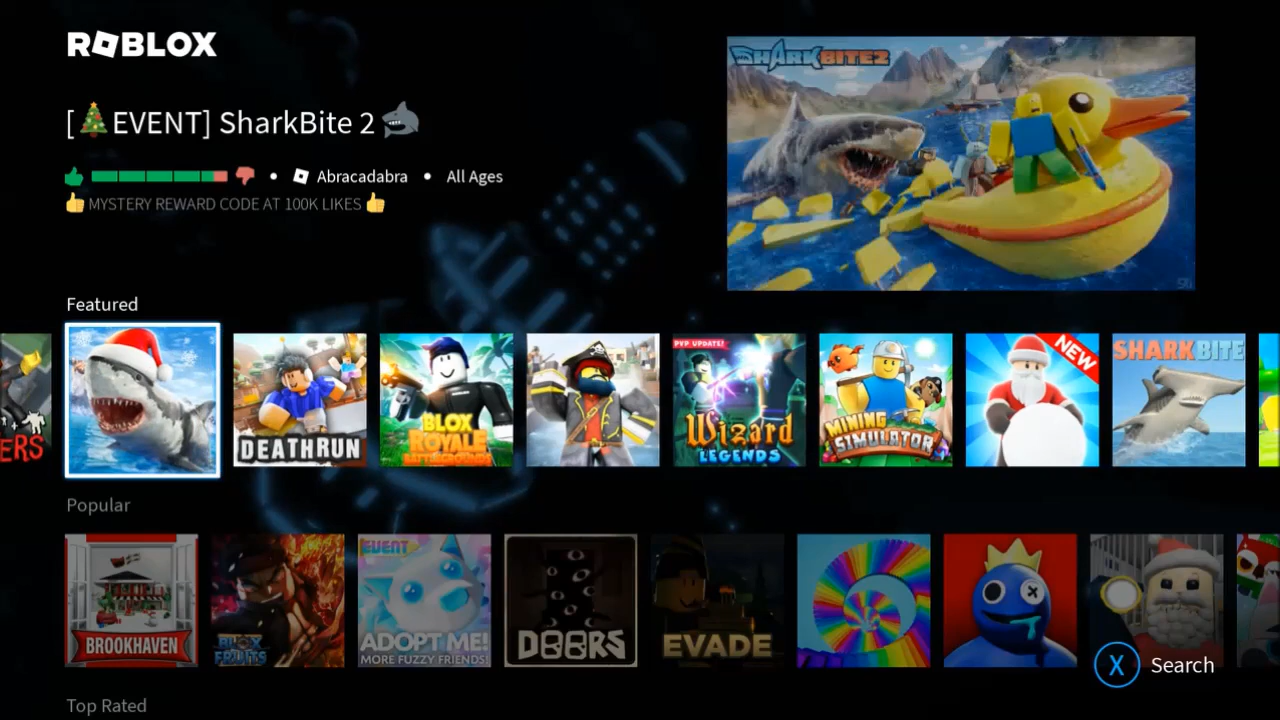 ROBLOX
SHARKBITE2
[🎄EVENT] SharkBite 2🦈
Abracadabra • All Ages
👍 MYSTERY REWARD CODE AT 100K LIKES 👍
Featured
ERS
DEATHRUN
BLOX
ROYALE
BATTLEGROUNDS
PVP UPDATE!
Wizard
LEGENDS
MINING
SIMULATOR
NEW
SHARKBITE
Popular
BROOKHAVEN
BLOX
FRUITS
EVENT
ADOPT ME!
MORE FUZZY FRIENDS!
DOORS
EVADE
X Search
Top Rated